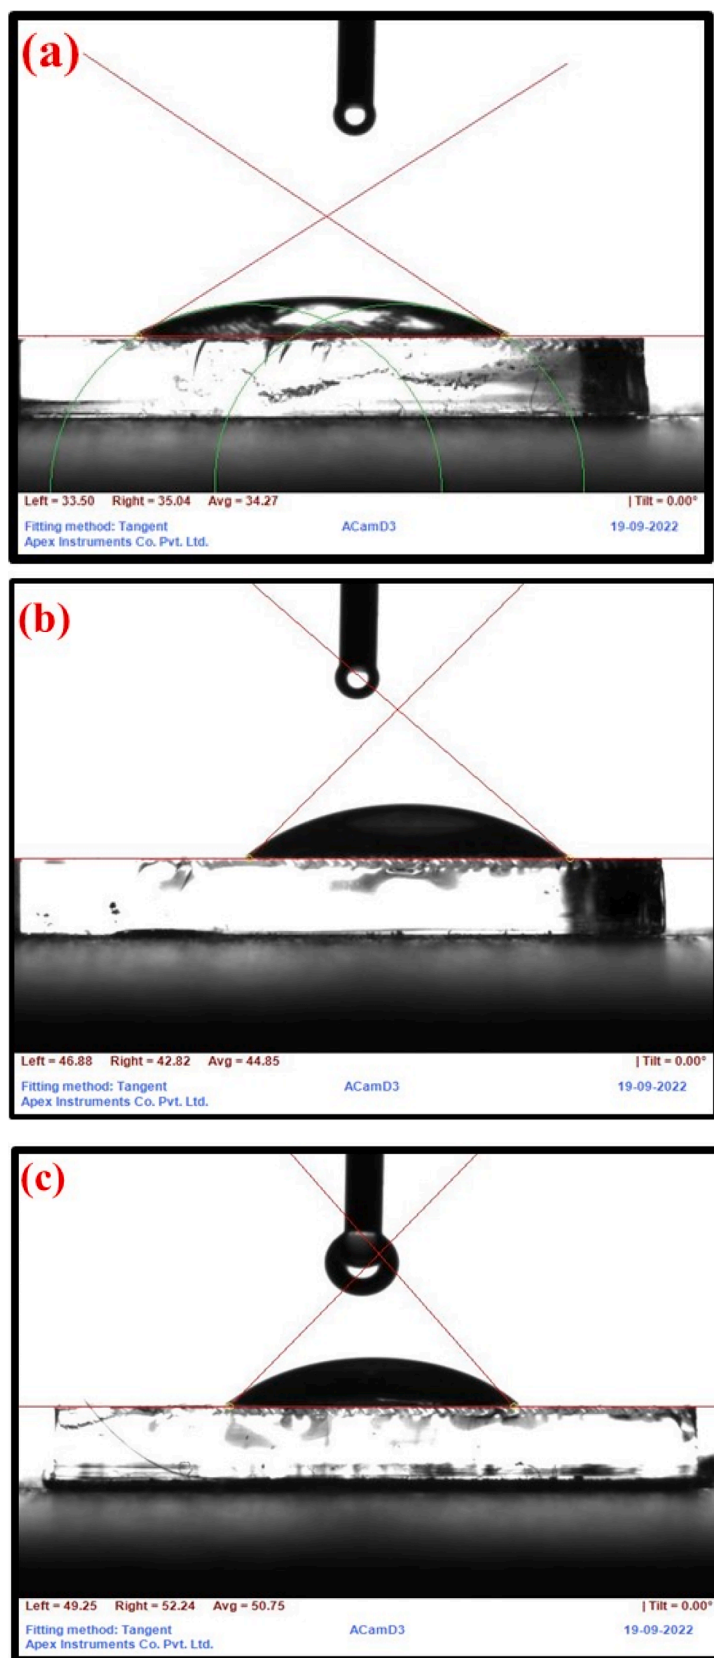 (a)
Left = 33.50 Right = 35.04 Avg = 34.27 | Tilt = 0.00°
Fitting method: Tangent ACamD3 19-09-2022
Apex Instruments Co. Pvt. Ltd.
(b)
Left = 46.88 Right = 42.82 Avg = 44.85 | Tilt = 0.00°
Fitting method: Tangent ACamD3 19-09-2022
Apex Instruments Co. Pvt. Ltd.
(c)
Left = 49.25 Right = 52.24 Avg = 50.75 | Tilt = 0.00°
Fitting method: Tangent ACamD3 19-09-2022
Apex Instruments Co. Pvt. Ltd.